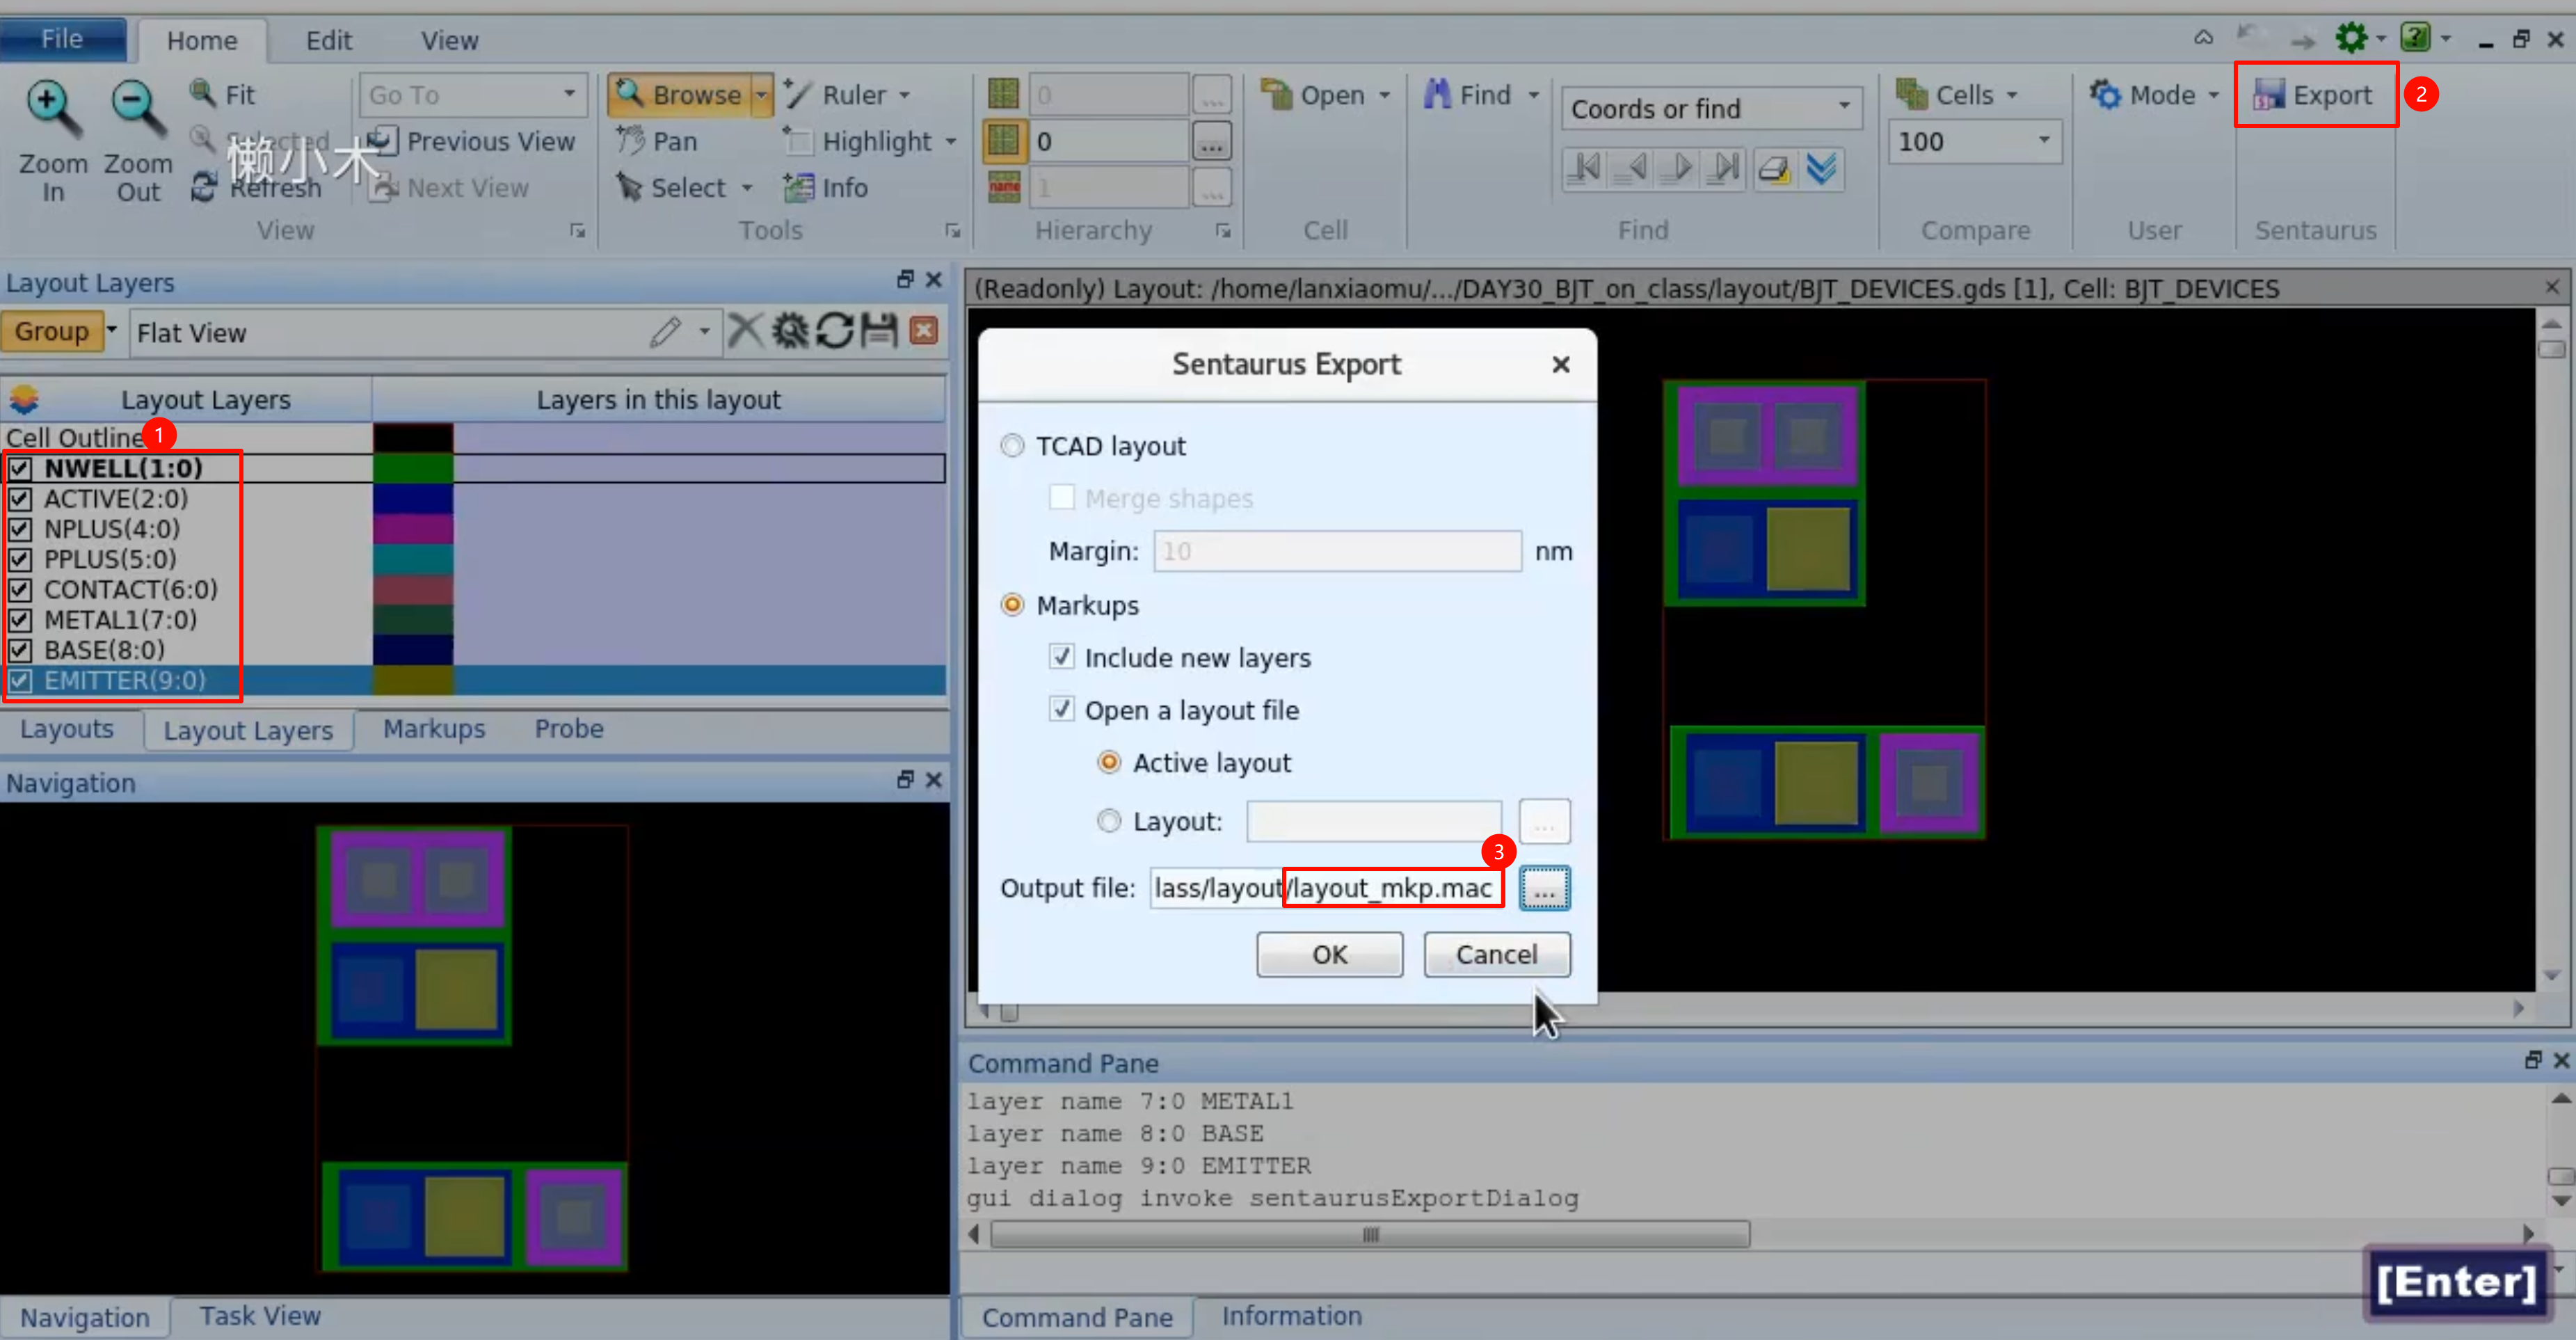 File Home Edit View
Zoom In
Zoom Out
Fit
Selected
Refresh
懒小木
View
Go To
Previous View
Next View
Browse
Pan
Select
Ruler
Highlight
Info
Tools
0
0
name 1
Hierarchy
Open
Cell
Find
Coords or find
Find
Cells
100
Compare
Mode
User
Export
2
Sentaurus
Layout Layers
Group Flat View
Layout Layers Layers in this layout
Cell Outline
1
NWELL(1:0)
ACTIVE(2:0)
NPLUS(4:0)
PPLUS(5:0)
CONTACT(6:0)
METAL1(7:0)
BASE(8:0)
EMITTER(9:0)
Layouts Layout Layers Markups Probe
Navigation
Navigation Task View
(Readonly) Layout: /home/lanxiaomu/.../DAY30_BJT_on_class/layout/BJT_DEVICES.gds [1], Cell: BJT_DEVICES
Sentaurus Export
TCAD layout
Merge shapes
Margin: 10 nm
Markups
Include new layers
Open a layout file
Active layout
Layout: ...
3
Output file: lass/layout/layout_mkp.mac ...
OK Cancel
Command Pane
layer name 7:0 METAL1
layer name 8:0 BASE
layer name 9:0 EMITTER
gui dialog invoke sentaurusExportDialog
[Enter]
Command Pane Information